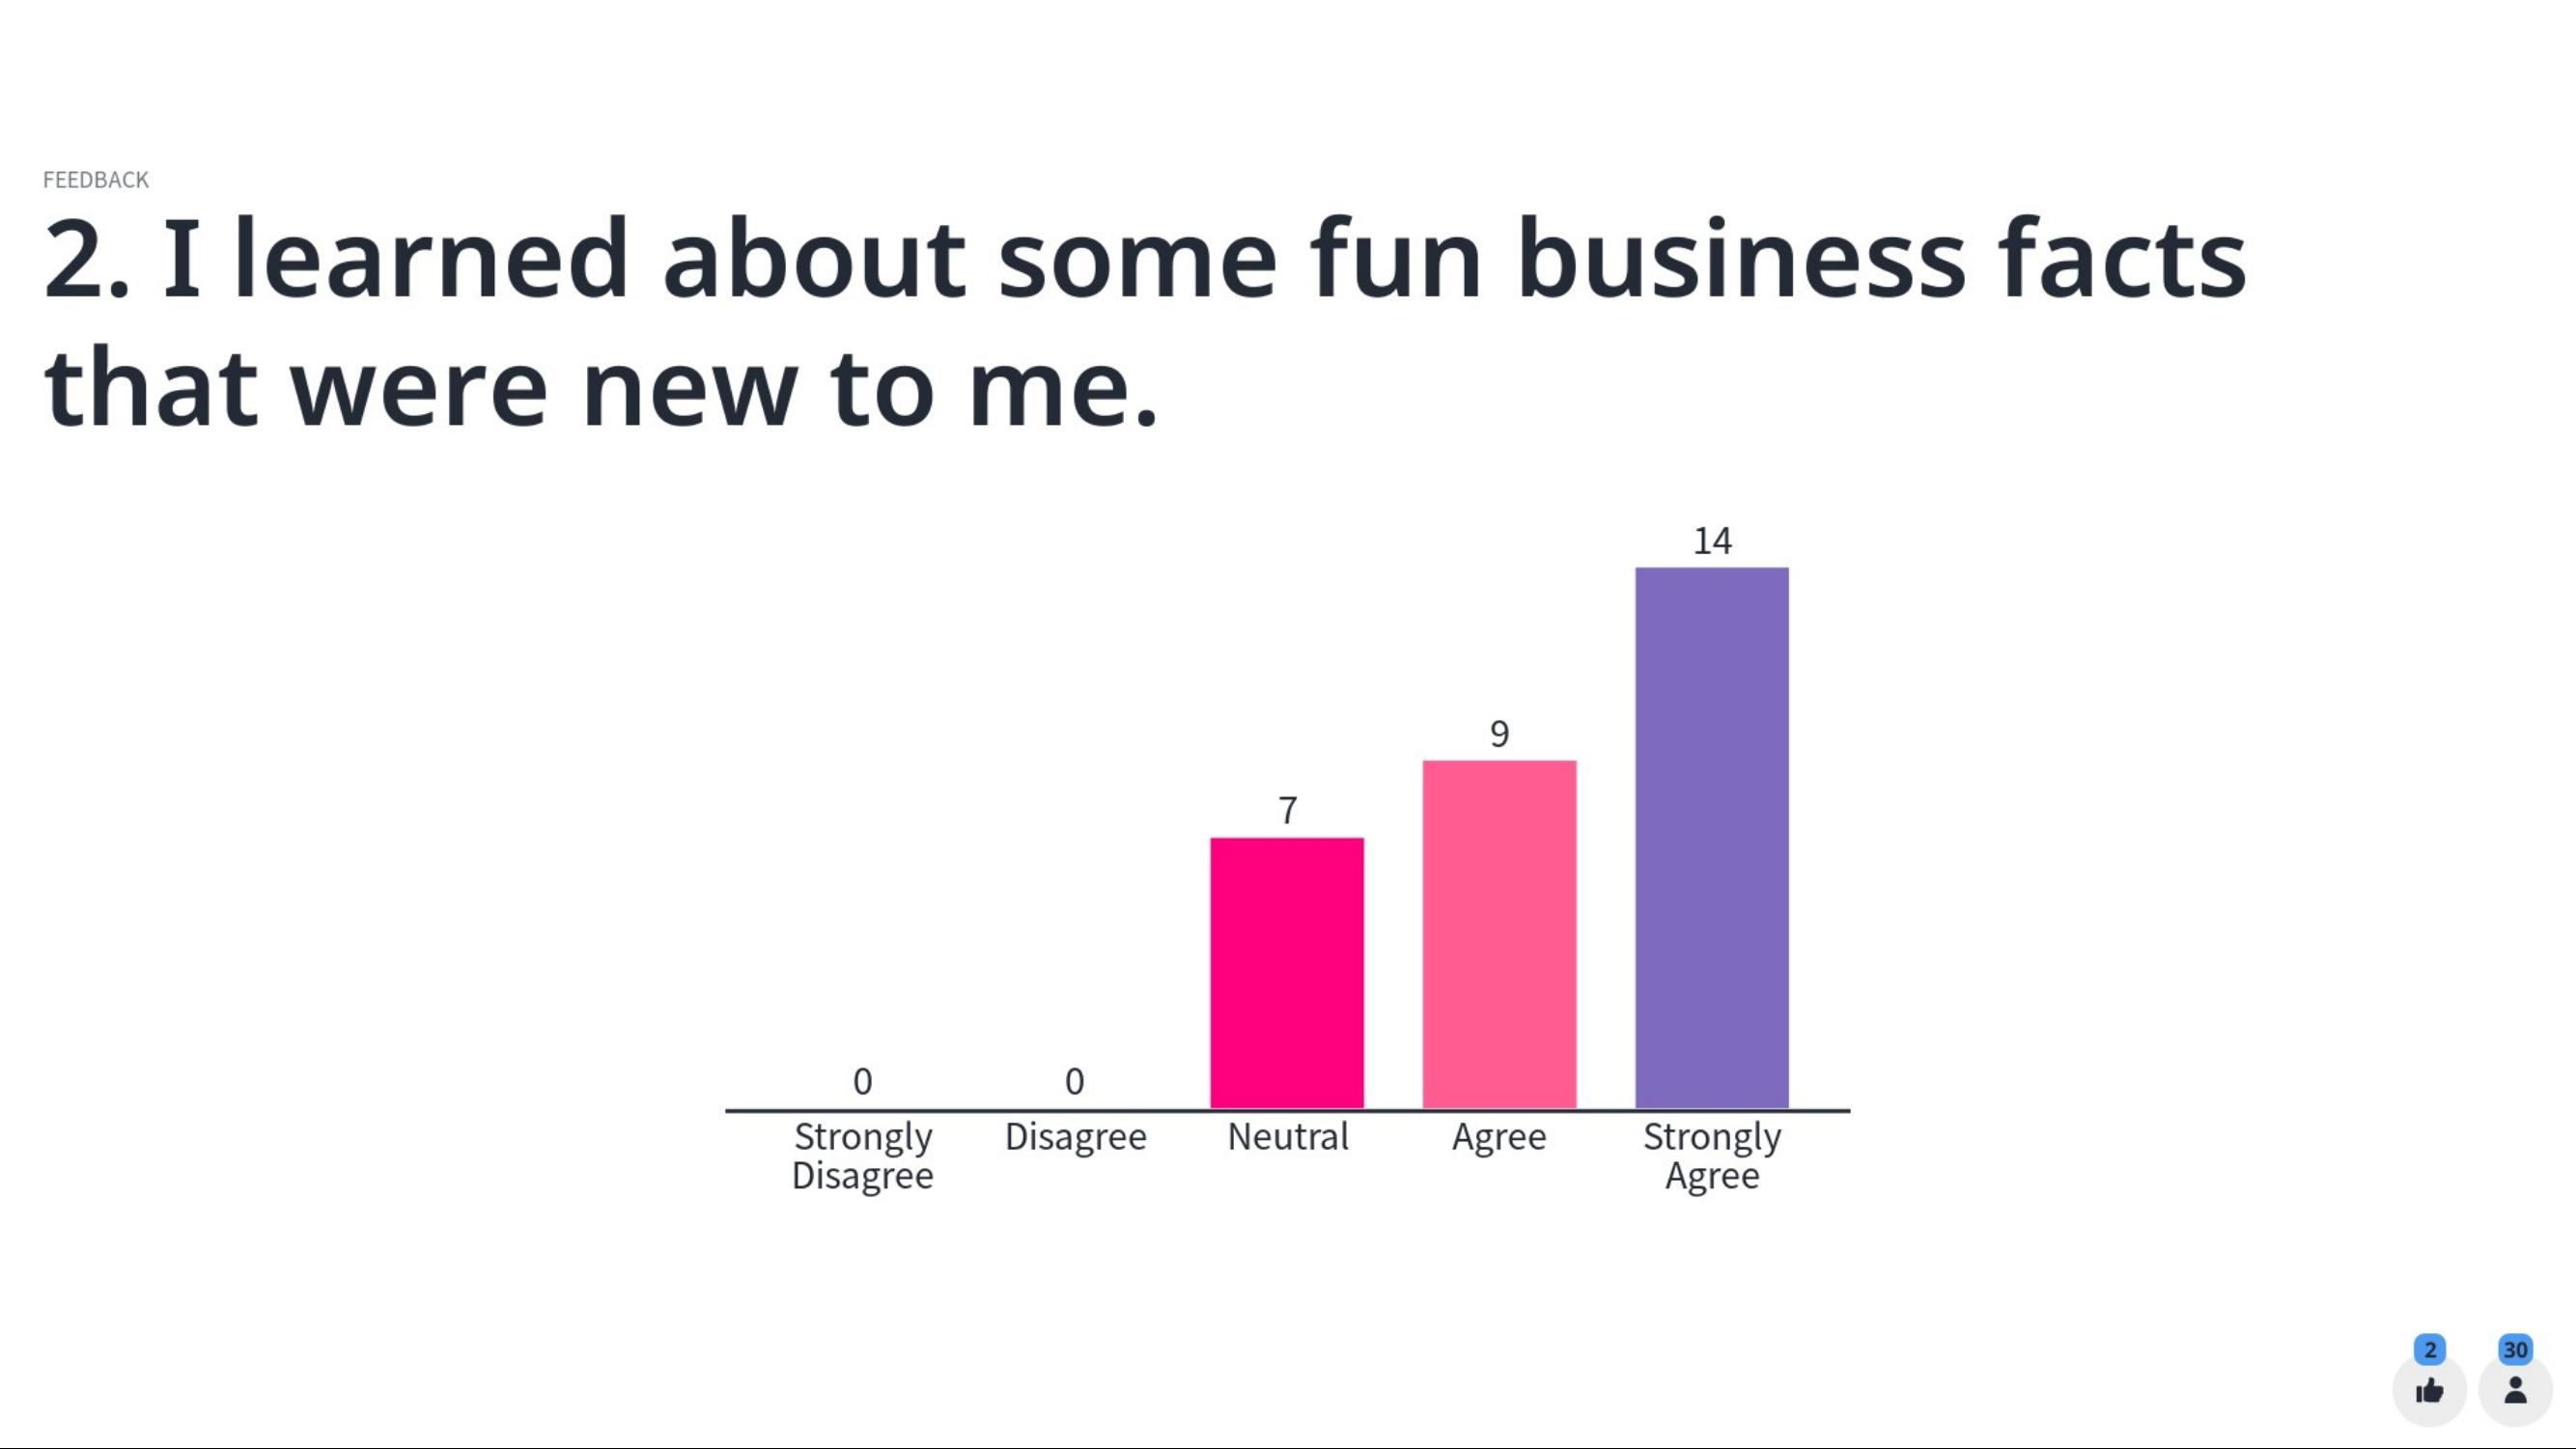 FEEDBACK
2. I learned about some fun business facts
that were new to me.
14
9
7
0
0
Strongly
Disagree
Disagree
Neutral
Agree
Strongly
Agree
2
30